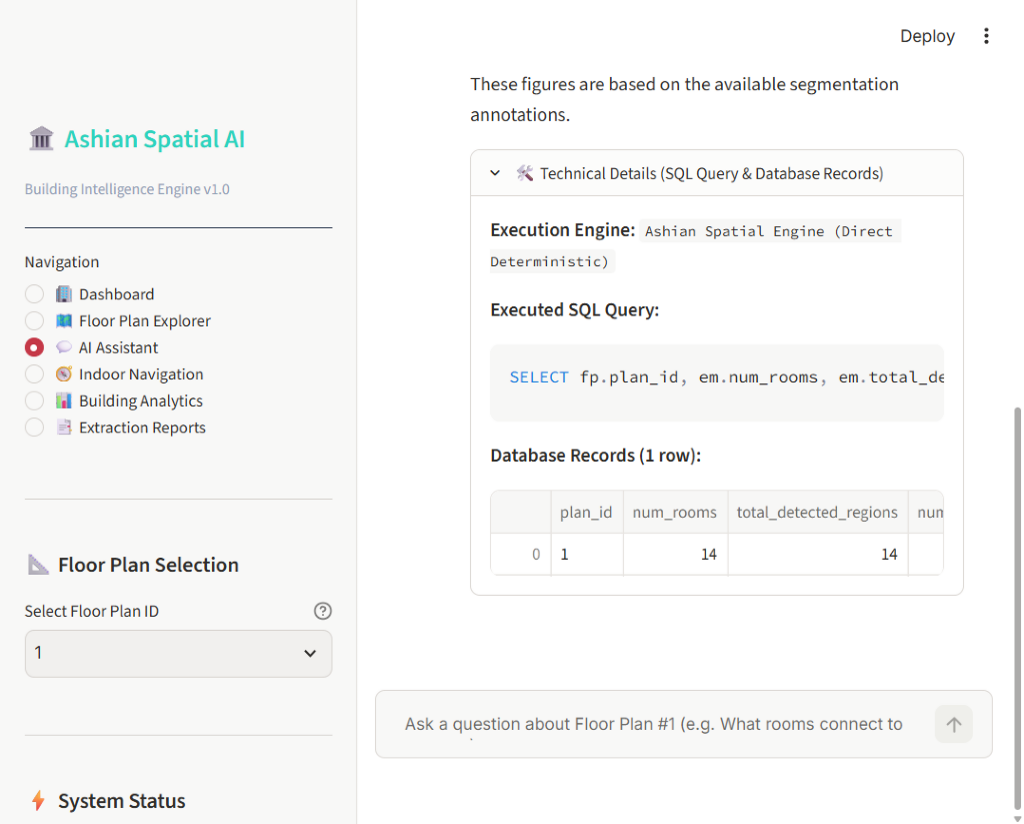 Deploy
Ashian Spatial AI
Building Intelligence Engine v1.0
Navigation
Dashboard
Floor Plan Explorer
AI Assistant
Indoor Navigation
Building Analytics
Extraction Reports
Floor Plan Selection
Select Floor Plan ID
1
System Status
These figures are based on the available segmentation
annotations.
Technical Details (SQL Query & Database Records)
Execution Engine: Ashian Spatial Engine (Direct
Deterministic)
Executed SQL Query:
SELECT fp.plan_id, em.num_rooms, em.total_de
Database Records (1 row):
plan_id num_rooms total_detected_regions num
0 1 14 14
Ask a question about Floor Plan #1 (e.g. What rooms connect to